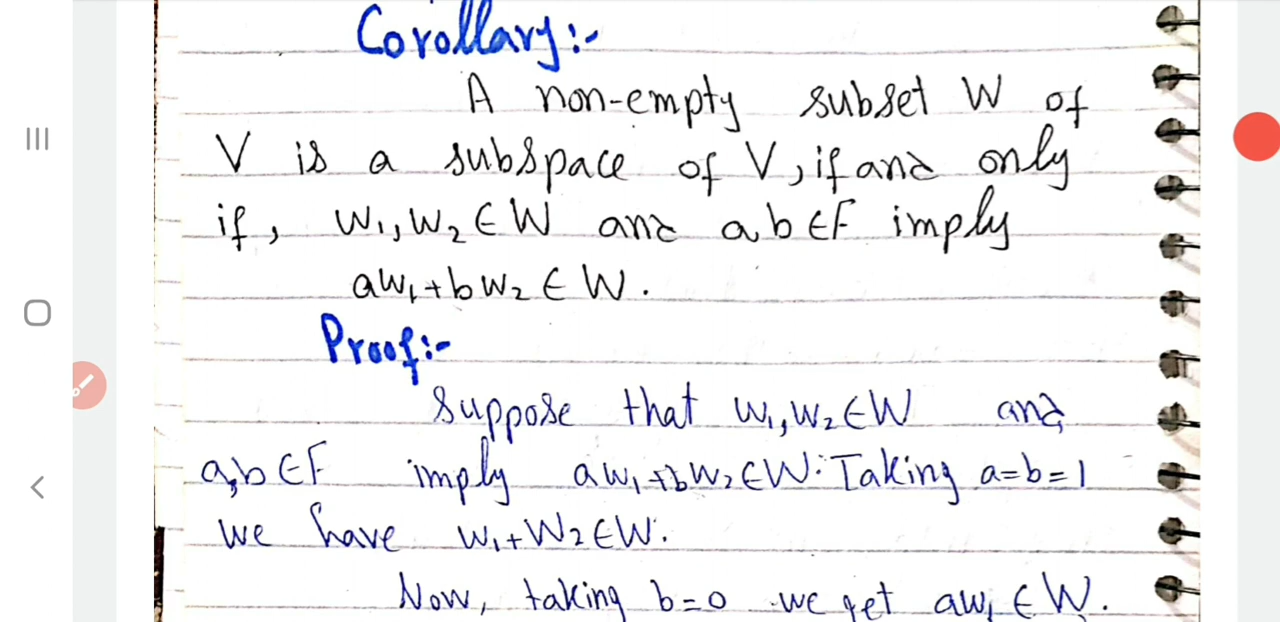 Corollary:-
A non-empty subset W of
V is a subspace of V, if and only
if, w₁, w₂ ∈ W and a b ∈ F imply
aw₁+bw₂ ∈ W.
Proof:-
Suppose that w₁, w₂ ∈ W and
a,b ∈ F imply aw₁+bw₂ ∈ W. Taking a=b=1
we have w₁+w₂ ∈ W.
Now, taking b=0 we get aw₁ ∈ W.